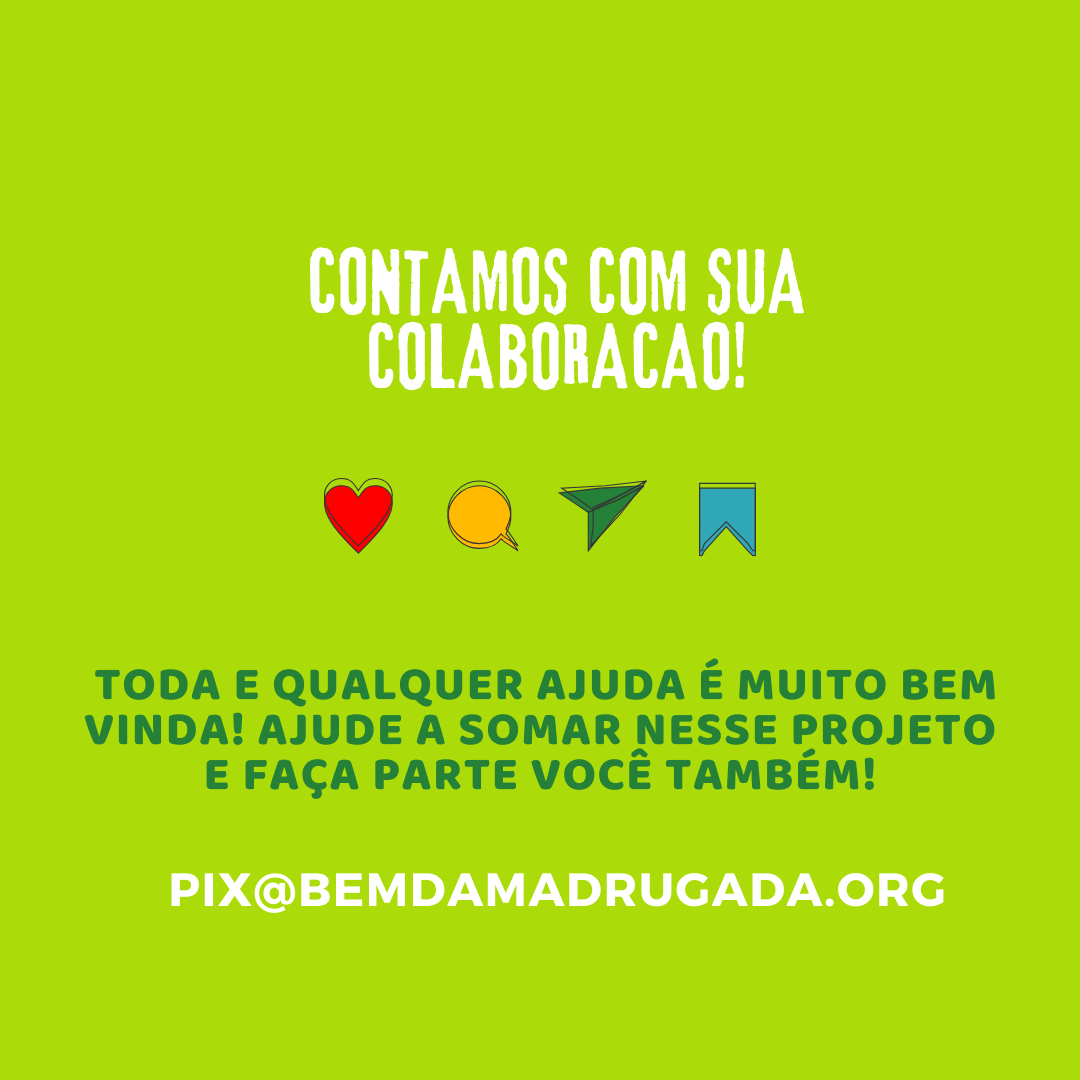 CONTAMOS COM SUA
COLABORACAO!
TODA E QUALQUER AJUDA É MUITO BEM
VINDA! AJUDE A SOMAR NESSE PROJETO
E FAÇA PARTE VOCÊ TAMBÉM!
PIX@BEMDAMADRUGADA.ORG